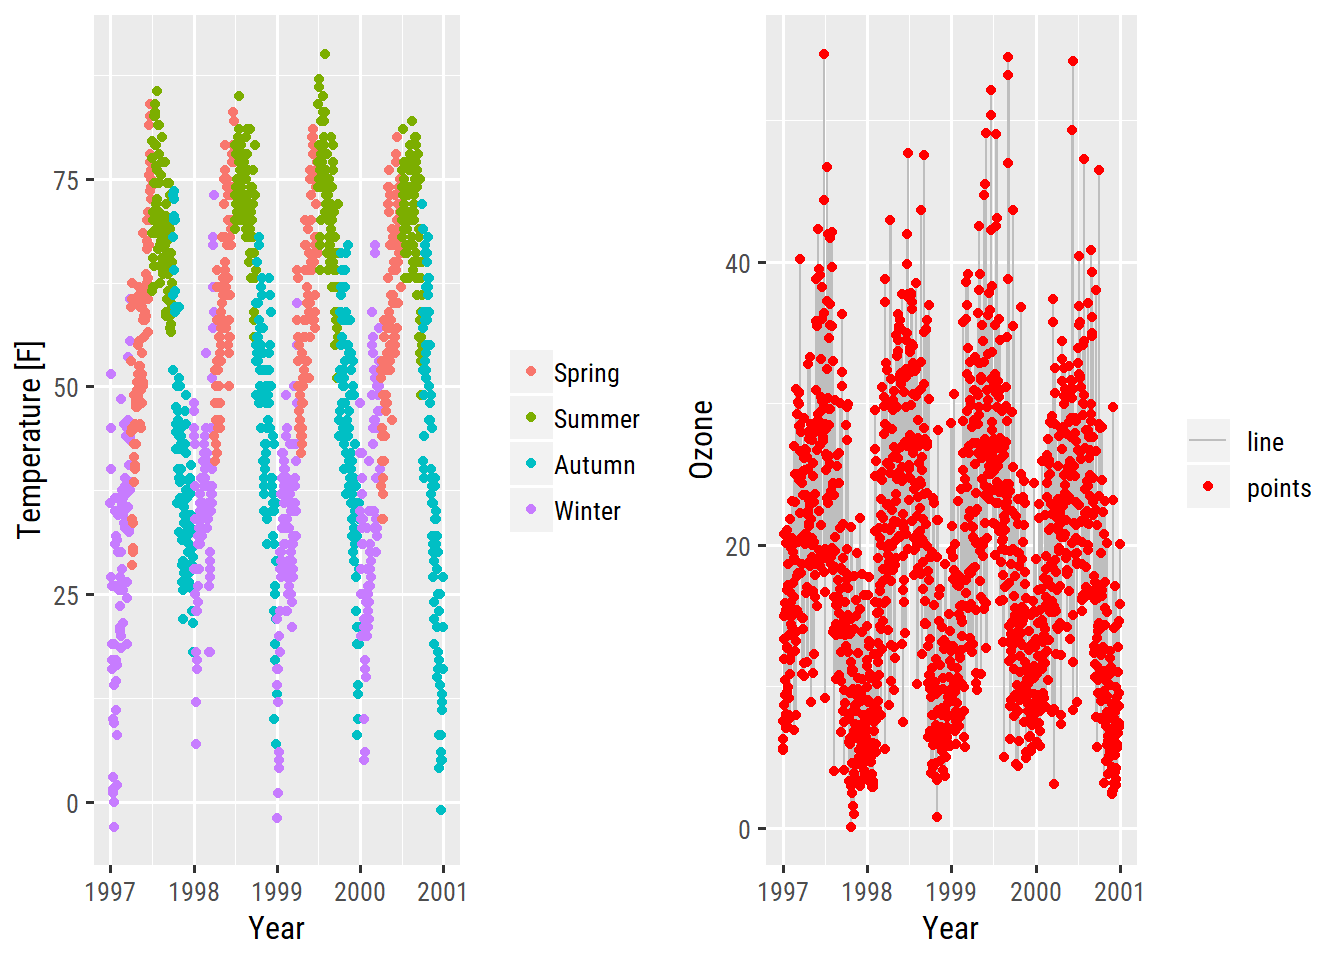 Temperature [F]
75
50
25
0
1997 1998 1999 2000 2001
Year
Spring
Summer
Autumn
Winter
Ozone
40
20
0
1997 1998 1999 2000 2001
Year
line
points